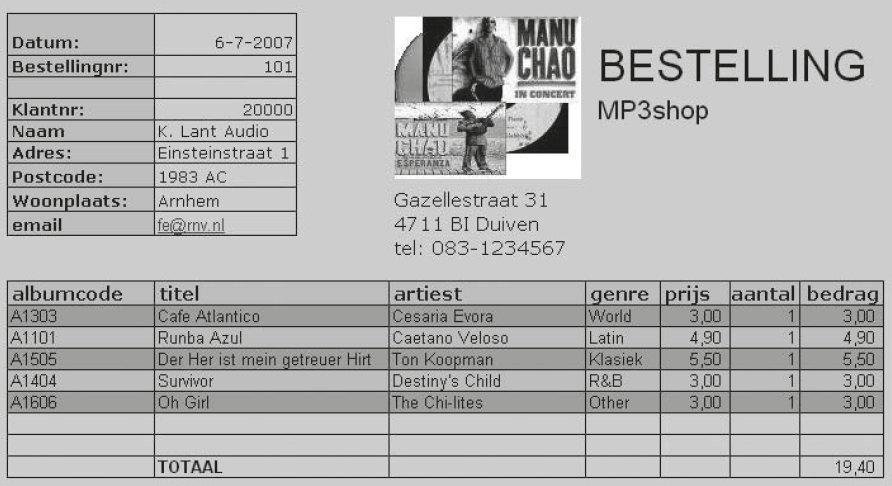 Datum: 6-7-2007
Bestellingnr: 101
Klantnr: 20000
Naam K. Lant Audio
Adres: Einsteinstraat 1
Postcode: 1983 AC
Woonplaats: Arnhem
email fe@rnv.nl
MANU
CHAO
IN CONCERT
MANU
CHAO
ESPERANZA
BESTELLING
MP3shop
Gazellestraat 31
4711 BI Duiven
tel: 083-1234567
albumcode titel artiest genre prijs aantal bedrag
A1303 Cafe Atlantico Cesaria Evora World 3,00 1 3,00
A1101 Runba Azul Caetano Veloso Latin 4,90 1 4,90
A1505 Der Her ist mein getreuer Hirt Ton Koopman Klasiek 5,50 1 5,50
A1404 Survivor Destiny's Child R&B 3,00 1 3,00
A1606 Oh Girl The Chi-lites Other 3,00 1 3,00
TOTAAL 19,40